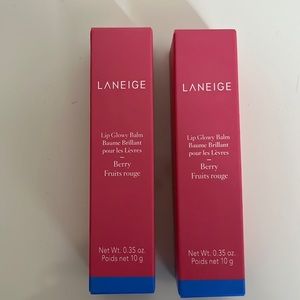 LANEIGE
Lip Glowy Balm
Baume Brillant
pour les Lèvres
–
Berry
Fruits rouge
Net Wt. 0.35 oz.
Poids net 10 g
LANEIGE
Lip Glowy Balm
Baume Brillant
pour les Lèvres
–
Berry
Fruits rouge
Net Wt. 0.35 oz.
Poids net 10 g